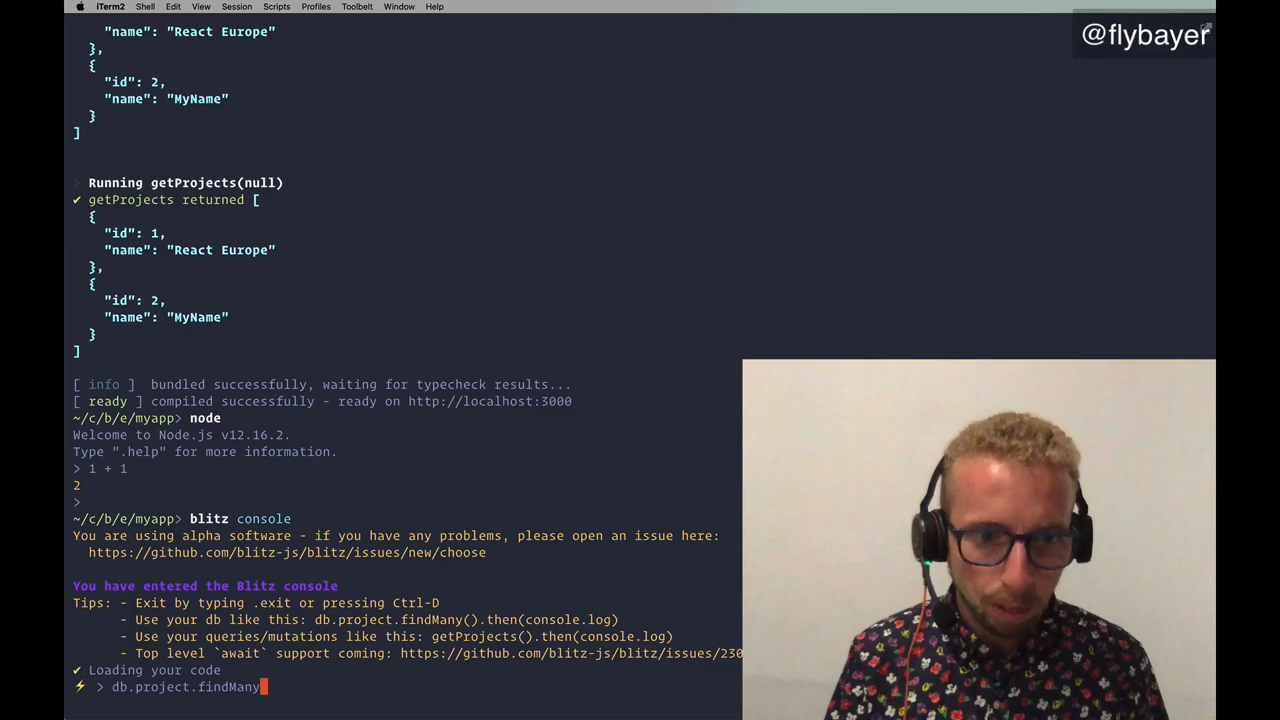 iTerm2 Shell Edit View Session Scripts Profiles Toolbelt Window Help
@flybayer
"name": "React Europe"
},
{
"id": 2,
"name": "MyName"
}
]
> Running getProjects(null)
✔ getProjects returned [
{
"id": 1,
"name": "React Europe"
},
{
"id": 2,
"name": "MyName"
}
]
[ info ]  bundled successfully, waiting for typecheck results...
[ ready ] compiled successfully - ready on http://localhost:3000
~/c/b/e/myapp> node
Welcome to Node.js v12.16.2.
Type ".help" for more information.
> 1 + 1
2
>
~/c/b/e/myapp> blitz console
You are using alpha software - if you have any problems, please open an issue here:
https://github.com/blitz-js/blitz/issues/new/choose
You have entered the Blitz console
Tips: - Exit by typing .exit or pressing Ctrl-D
- Use your db like this: db.project.findMany().then(console.log)
- Use your queries/mutations like this: getProjects().then(console.log)
- Top level `await` support coming: https://github.com/blitz-js/blitz/issues/230
✔ Loading your code
⚡ > db.project.findMany